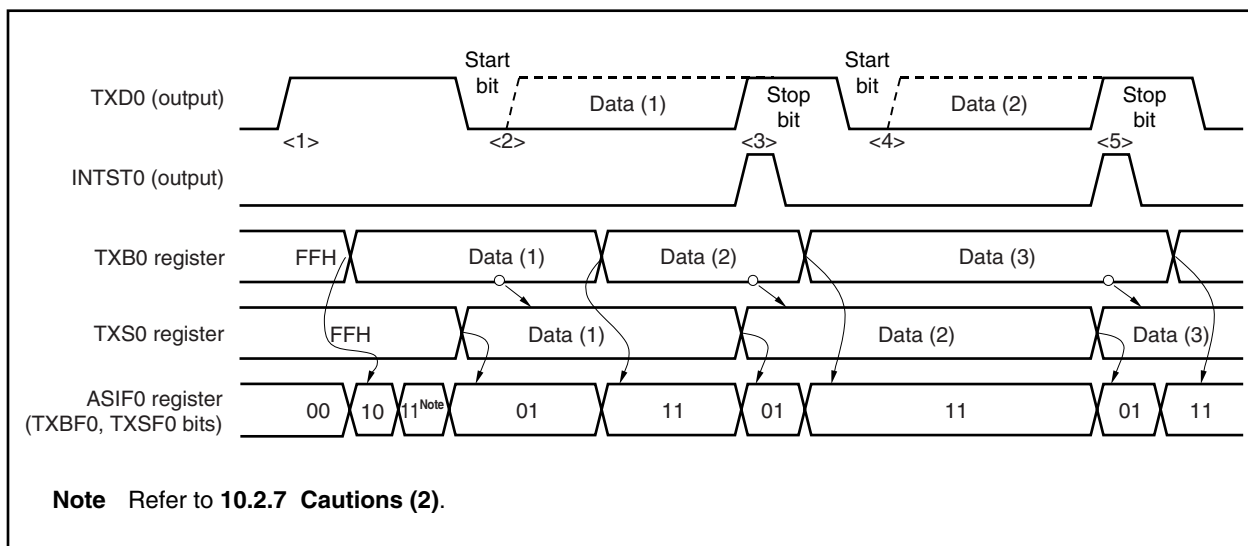 Start
bit
Start
bit
TXD0 (output)
Data (1)
Stop
bit
Data (2)
Stop
bit
<1>
<2>
<3>
<4>
<5>
INTST0 (output)
TXB0 register
FFH
Data (1)
Data (2)
Data (3)
TXS0 register
FFH
Data (1)
Data (2)
Data (3)
ASIF0 register
(TXBF0, TXSF0 bits)
00
10
11Note
01
11
01
11
01
11
Note Refer to 10.2.7 Cautions (2).